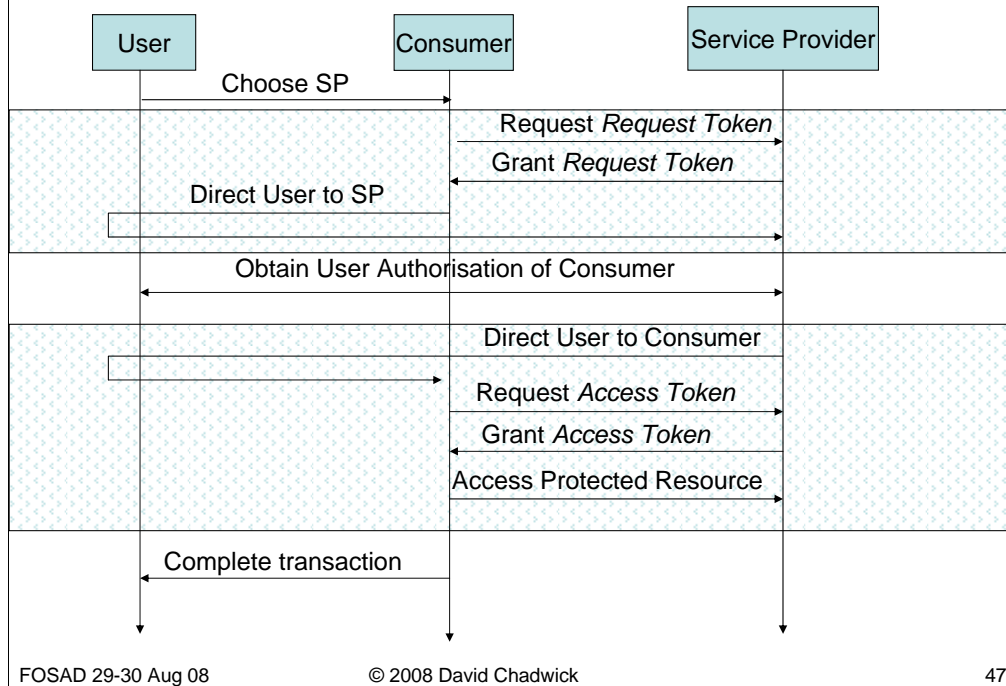 User
Consumer
Service Provider
Choose SP
Request Request Token
Grant Request Token
Direct User to SP
Obtain User Authorisation of Consumer
Direct User to Consumer
Request Access Token
Grant Access Token
Access Protected Resource
Complete transaction
FOSAD 29-30 Aug 08
© 2008 David Chadwick
47